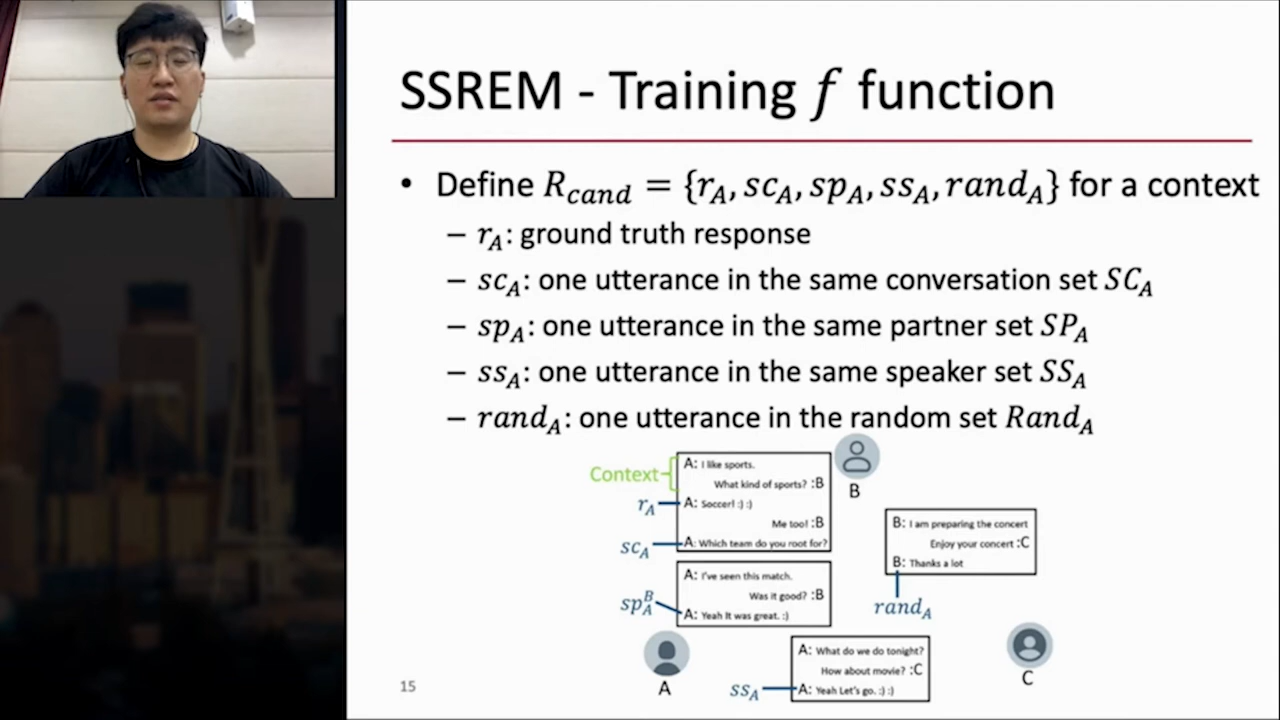 SSREM - Training f function
• Define R_cand = {r_A, sc_A, sp_A, ss_A, rand_A} for a context
– r_A: ground truth response
– sc_A: one utterance in the same conversation set SC_A
– sp_A: one utterance in the same partner set SP_A
– ss_A: one utterance in the same speaker set SS_A
– rand_A: one utterance in the random set Rand_A
Context
A: I like sports.
What kind of sports? :B
r_A
A: Soccer! :) :)
Me too! :B
sc_A
A: Which team do you root for?
B
B: I am preparing the concert
Enjoy your concert :C
B: Thanks a lot
rand_A
A: I've seen this match.
Was it good? :B
sp_A^B
A: Yeah It was great. :)
A
A: What do we do tonight?
How about movie? :C
ss_A
A: Yeah Let's go. :) :)
C
15